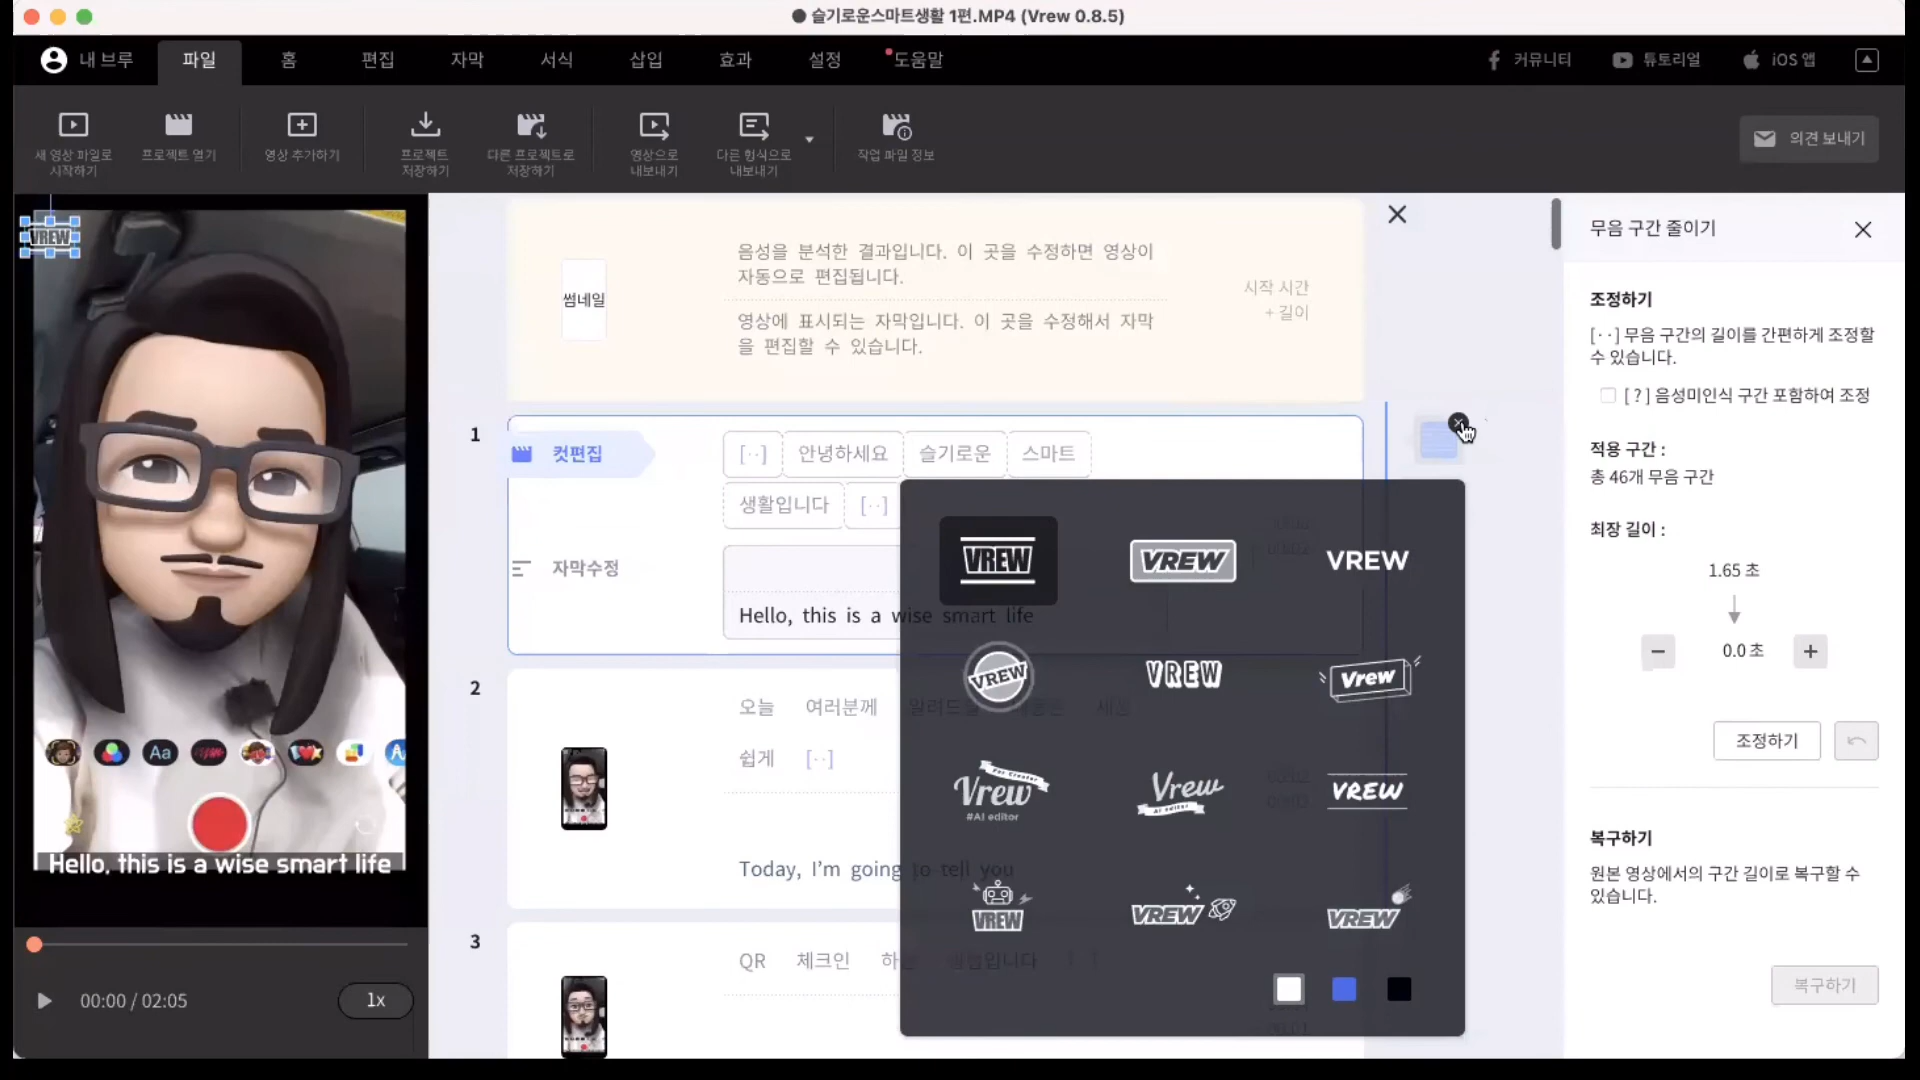 슬기로운스마트생활 1편.MP4 (Vrew 0.8.5)
내 브루
파일
홈
편집
자막
서식
삽입
효과
설정
도움말
커뮤니티
튜토리얼
iOS 앱
새 영상 파일로
시작하기
프로젝트 열기
영상 추가하기
프로젝트
저장하기
다른 프로젝트로
저장하기
영상으로
내보내기
다른 형식으로
내보내기
작업 파일 정보
의견 보내기
VREW
Aa
Hello, this is a wise smart life
00:00 / 02:05
1x
썸네일
음성을 분석한 결과입니다. 이 곳을 수정하면 영상이
자동으로 편집됩니다.
영상에 표시되는 자막입니다. 이 곳을 수정해서 자막
을 편집할 수 있습니다.
시작 시간
+ 길이
1
컷편집
[··] 안녕하세요 슬기로운 스마트
생활입니다 [··]
자막수정
Hello, this is a wise smart life
2
오늘 여러분께
쉽게 [··]
Today, I'm going to tell you
3
QR 체크인
VREW
VREW
VREW
VREW
VREW
Vrew
For Creator
Vrew
#AI editor
Vrew
AI editor
VREW
VREW
VREW
VREW
무음 구간 줄이기
조정하기
[··] 무음 구간의 길이를 간편하게 조정할
수 있습니다.
[ ? ] 음성미인식 구간 포함하여 조정
적용 구간 :
총 46개 무음 구간
최장 길이 :
1.65 초
0.0 초
조정하기
복구하기
원본 영상에서의 구간 길이로 복구할 수
있습니다.
복구하기